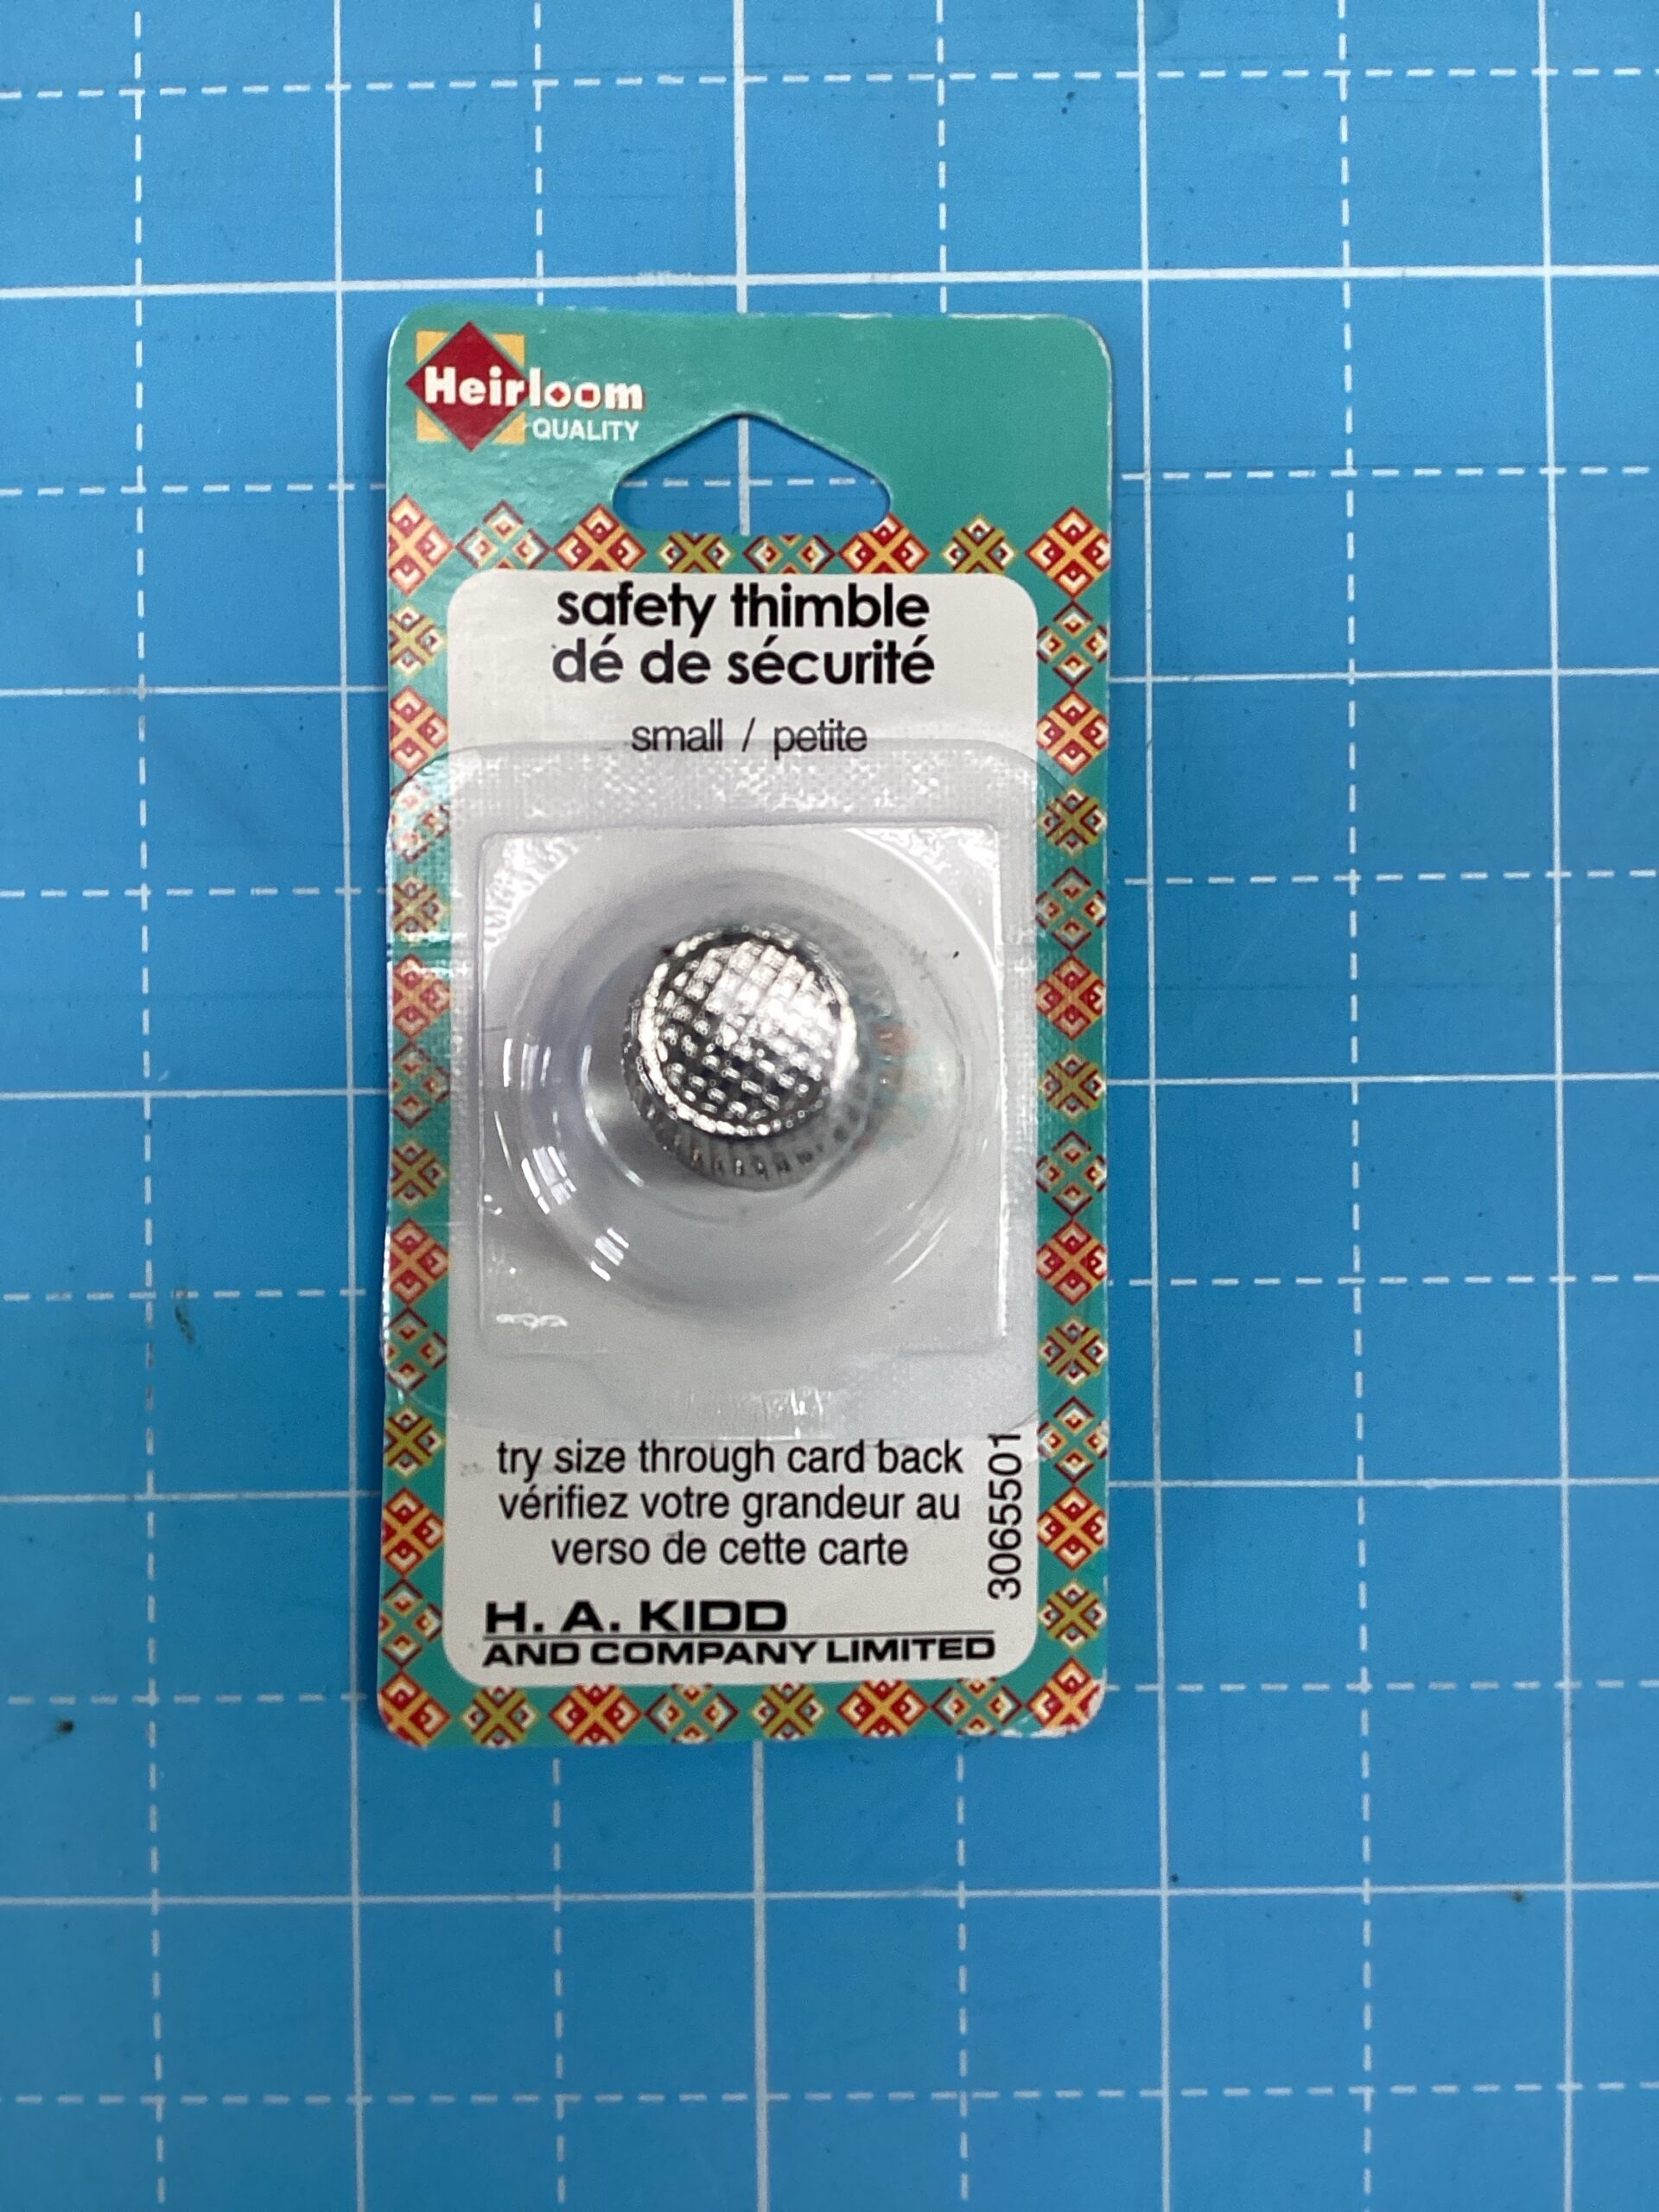 Heirloom
QUALITY
safety thimble
dé de sécurité
small / petite
try size through card back
vérifiez votre grandeur au
verso de cette carte
3065501
H. A. KIDD
AND COMPANY LIMITED